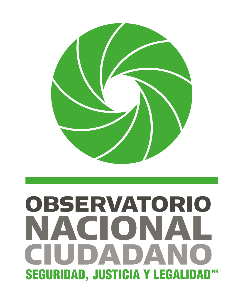 OBSERVATORIO
NACIONAL
CIUDADANO
SEGURIDAD, JUSTICIA Y LEGALIDAD